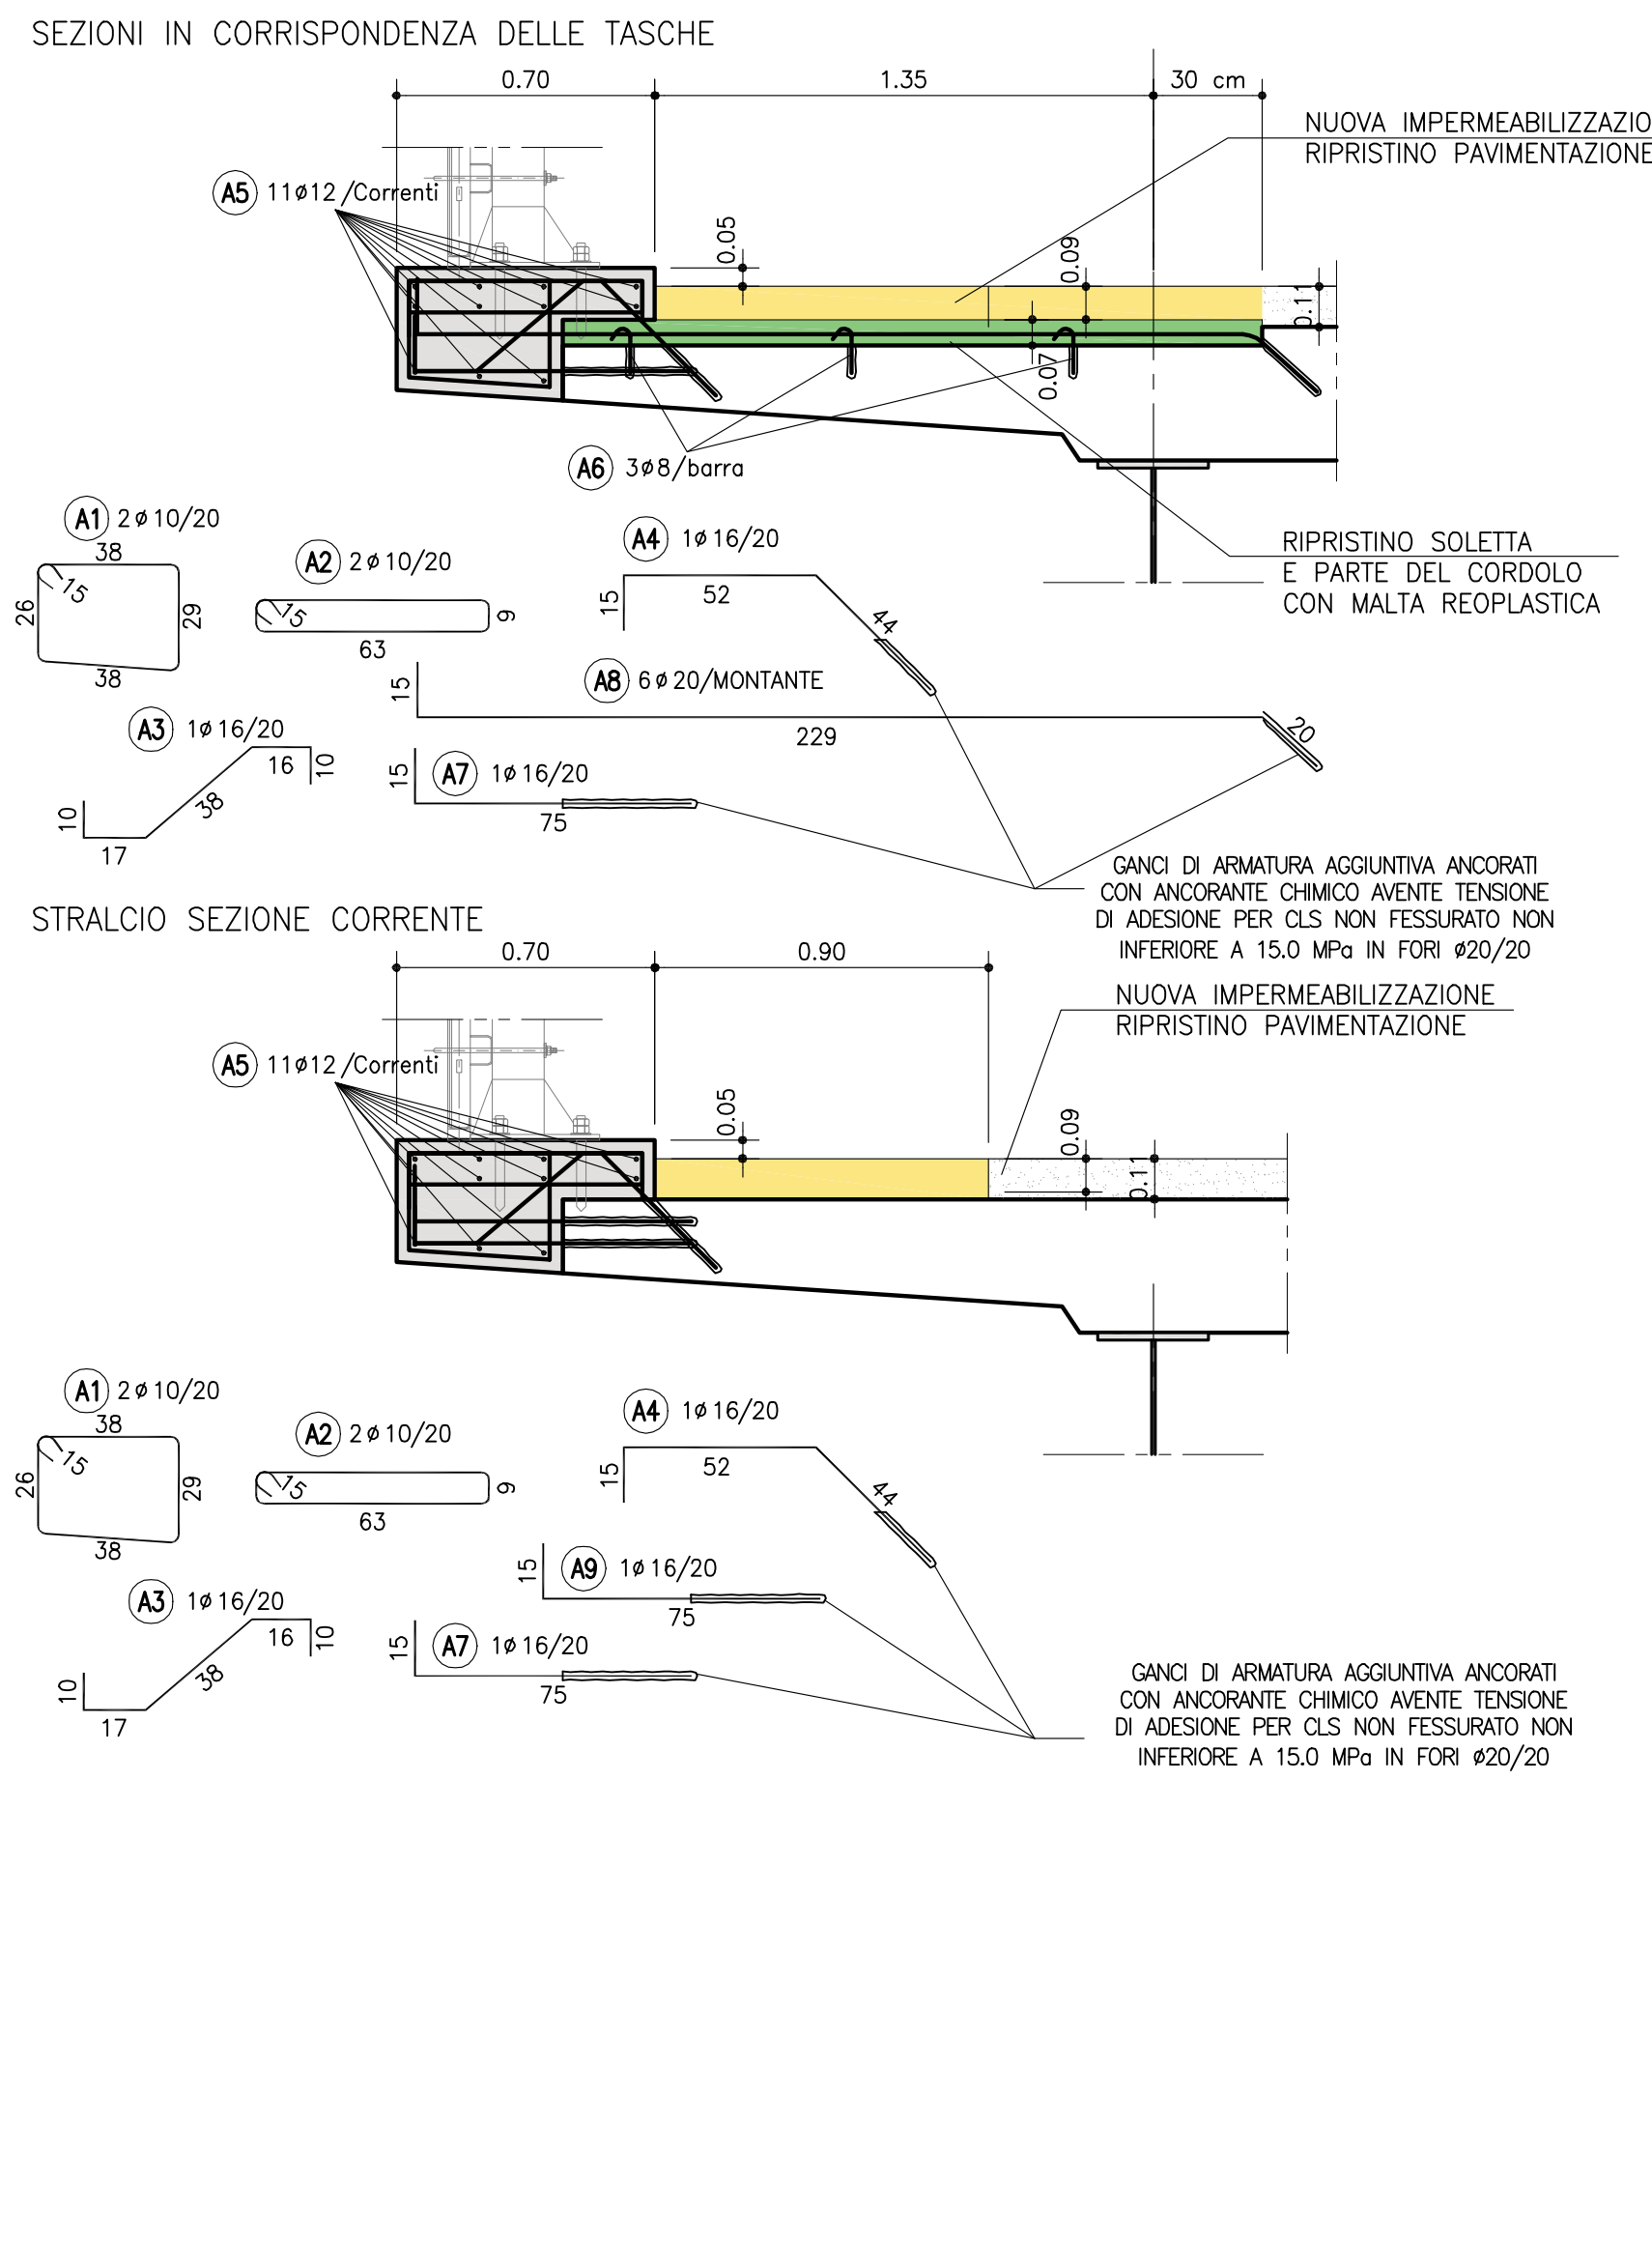 SEZIONI IN CORRISPONDENZA DELLE TASCHE
0.70
1.35
30 cm
NUOVA IMPERMEABILIZZAZIO
RIPRISTINO PAVIMENTAZIONE
A5 11ø12/Correnti
0.05
0.09
0.11
0.07
A6 3ø8/barra
A1 2ø10/20
38
15
26
29
38
A2 2ø10/20
15
9
63
A4 1ø16/20
15
52
44
RIPRISTINO SOLETTA
E PARTE DEL CORDOLO
CON MALTA REOPLASTICA
A8 6ø20/MONTANTE
15
229
20
A3 1ø16/20
16
10
38
10
17
A7 1ø16/20
15
75
GANCI DI ARMATURA AGGIUNTIVA ANCORATI
CON ANCORANTE CHIMICO AVENTE TENSIONE
DI ADESIONE PER CLS NON FESSURATO NON
INFERIORE A 15.0 MPa IN FORI ø20/20
STRALCIO SEZIONE CORRENTE
0.70
0.90
NUOVA IMPERMEABILIZZAZIONE
RIPRISTINO PAVIMENTAZIONE
A5 11ø12/Correnti
0.05
0.09
0.11
A1 2ø10/20
38
15
26
29
38
A2 2ø10/20
15
9
63
A4 1ø16/20
15
52
44
A9 1ø16/20
15
75
A3 1ø16/20
16
10
38
10
17
A7 1ø16/20
15
75
GANCI DI ARMATURA AGGIUNTIVA ANCORATI
CON ANCORANTE CHIMICO AVENTE TENSIONE
DI ADESIONE PER CLS NON FESSURATO NON
INFERIORE A 15.0 MPa IN FORI ø20/20